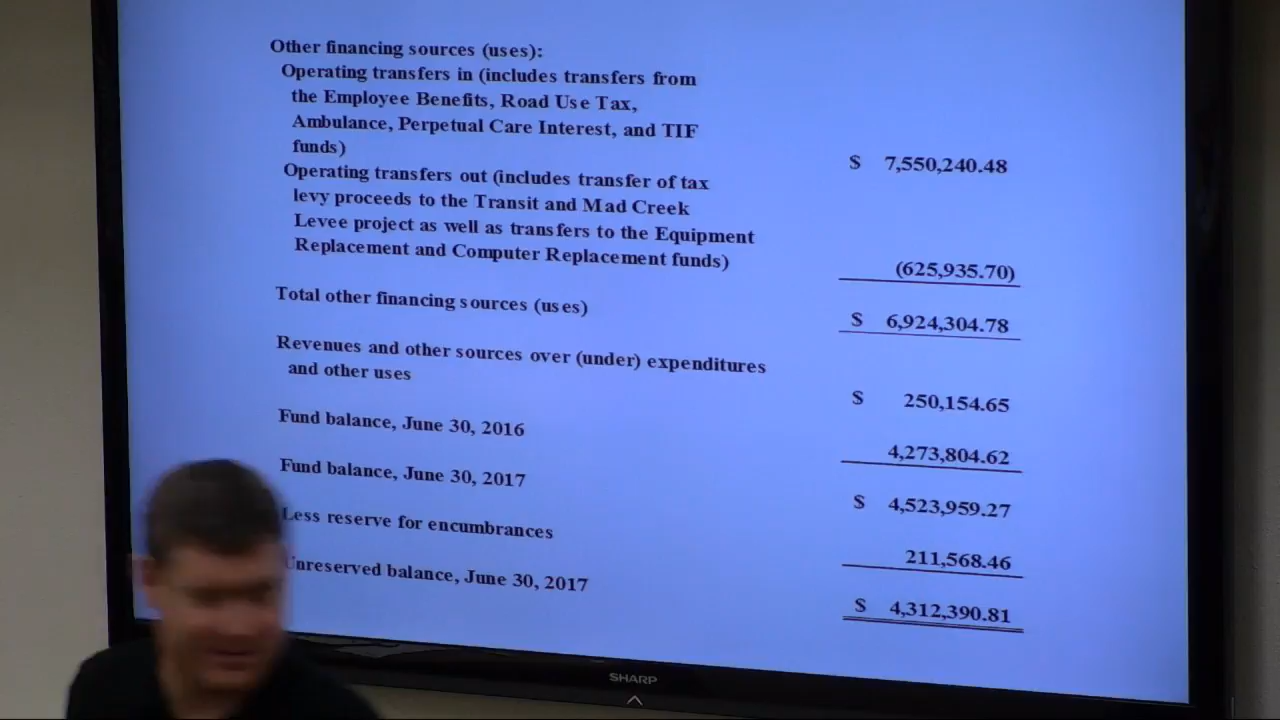 Other financing sources (uses):
Operating transfers in (includes transfers from
the Employee Benefits, Road Use Tax,
Ambulance, Perpetual Care Interest, and TIF
funds) $ 7,550,240.48
Operating transfers out (includes transfer of tax
levy proceeds to the Transit and Mad Creek
Levee project as well as transfers to the Equipment
Replacement and Computer Replacement funds) (625,935.70)
Total other financing sources (uses) $ 6,924,304.78
Revenues and other sources over (under) expenditures
and other uses $ 250,154.65
Fund balance, June 30, 2016 4,273,804.62
Fund balance, June 30, 2017 $ 4,523,959.27
Less reserve for encumbrances 211,568.46
Unreserved balance, June 30, 2017 $ 4,312,390.81
SHARP